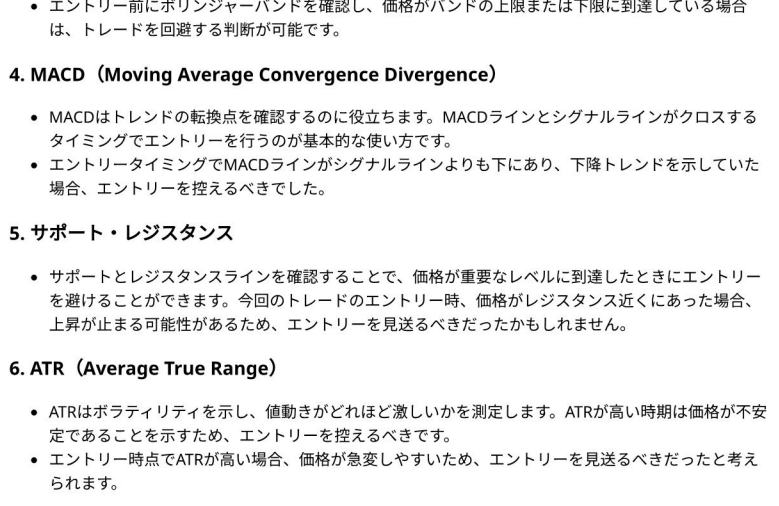 • エントリー前にボリンジャーバンドを確認し、価格がバンドの上限または下限に到達している場合
は、トレードを回避する判断が可能です。
4. MACD（Moving Average Convergence Divergence）
• MACDはトレンドの転換点を確認するのに役立ちます。MACDラインとシグナルラインがクロスする
タイミングでエントリーを行うのが基本的な使い方です。
• エントリータイミングでMACDラインがシグナルラインよりも下にあり、下降トレンドを示していた
場合、エントリーを控えるべきでした。
5. サポート・レジスタンス
• サポートとレジスタンスラインを確認することで、価格が重要なレベルに到達したときにエントリー
を避けることができます。今回のトレードのエントリー時、価格がレジスタンス近くにあった場合、
上昇が止まる可能性があるため、エントリーを見送るべきだったかもしれません。
6. ATR（Average True Range）
• ATRはボラティリティを示し、値動きがどれほど激しいかを測定します。ATRが高い時期は価格が不安
定であることを示すため、エントリーを控えるべきです。
• エントリー時点でATRが高い場合、価格が急変しやすいため、エントリーを見送るべきだったと考え
られます。